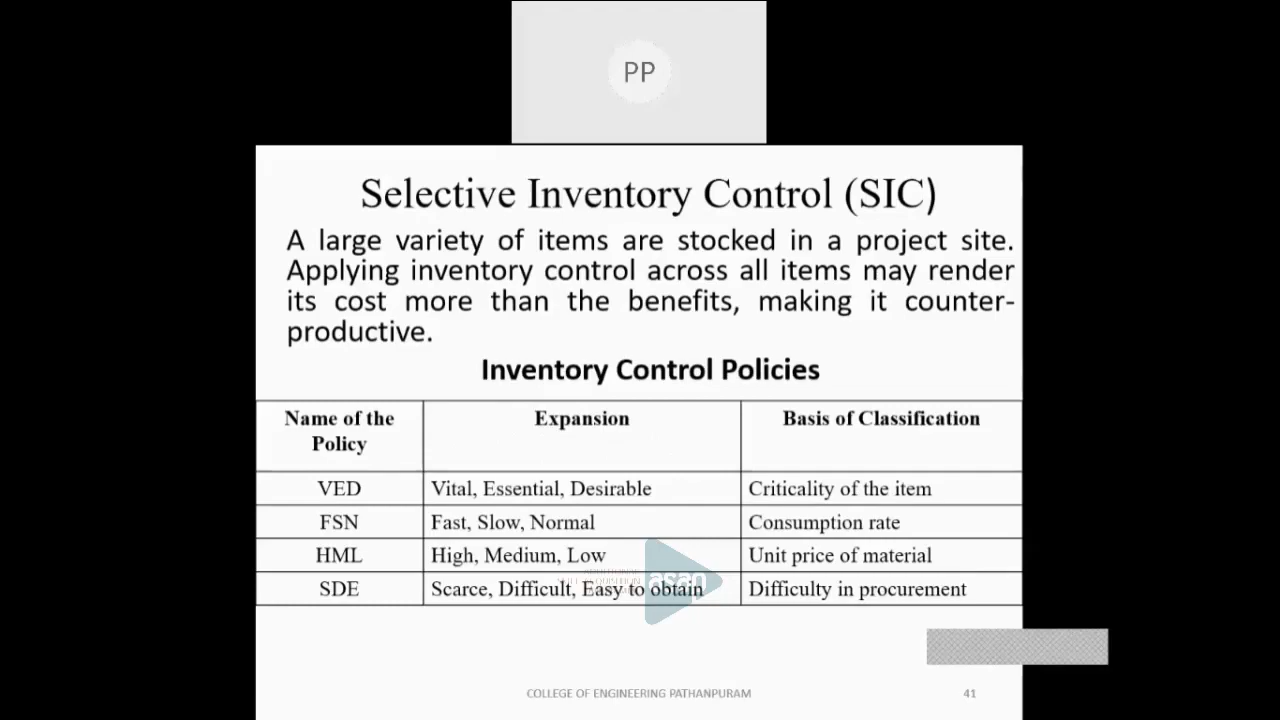 PP
Selective Inventory Control (SIC)
A large variety of items are stocked in a project site.
Applying inventory control across all items may render
its cost more than the benefits, making it counter-
productive.
Inventory Control Policies
Name of the Policy Expansion Basis of Classification
VED Vital, Essential, Desirable Criticality of the item
FSN Fast, Slow, Normal Consumption rate
HML High, Medium, Low Unit price of material
SDE Scarce, Difficult, Easy to obtain Difficulty in procurement
asap
COLLEGE OF ENGINEERING PATHANPURAM 41